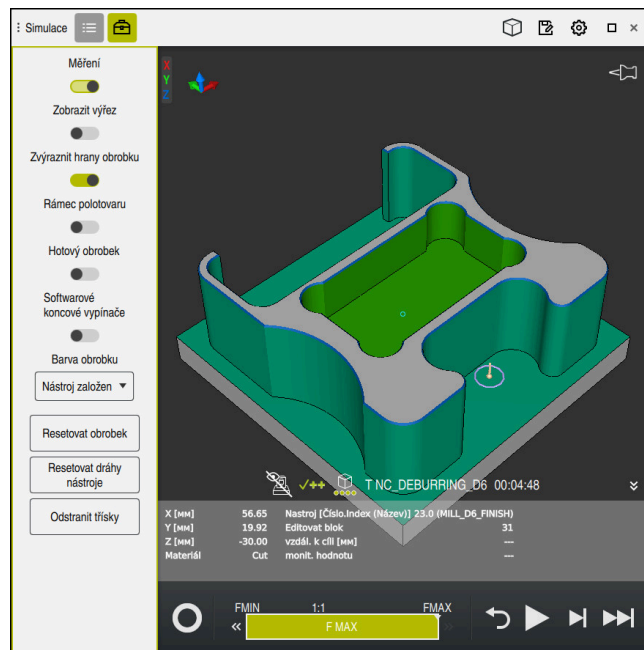 Simulace
Měření
Zobrazit výřez
Zvýraznit hrany obrobku
Rámec polotovaru
Hotový obrobek
Softwarové
koncové vypínače
Barva obrobku
Nástroj založen
Resetovat obrobek
Resetovat dráhy
nástroje
Odstranit třísky
X
Y
Z
T NC_DEBURRING_D6 00:04:48
X [MM] 56.65 Nastroj [Číslo.Index (Název)] 23.0 (MILL_D6_FINISH)
Y [MM] 19.92 Editovat blok 31
Z [MM] -30.00 vzdál. k cíli [MM] ---
Materiál Cut monit. hodnotu ---
FMIN 1:1 FMAX
F MAX